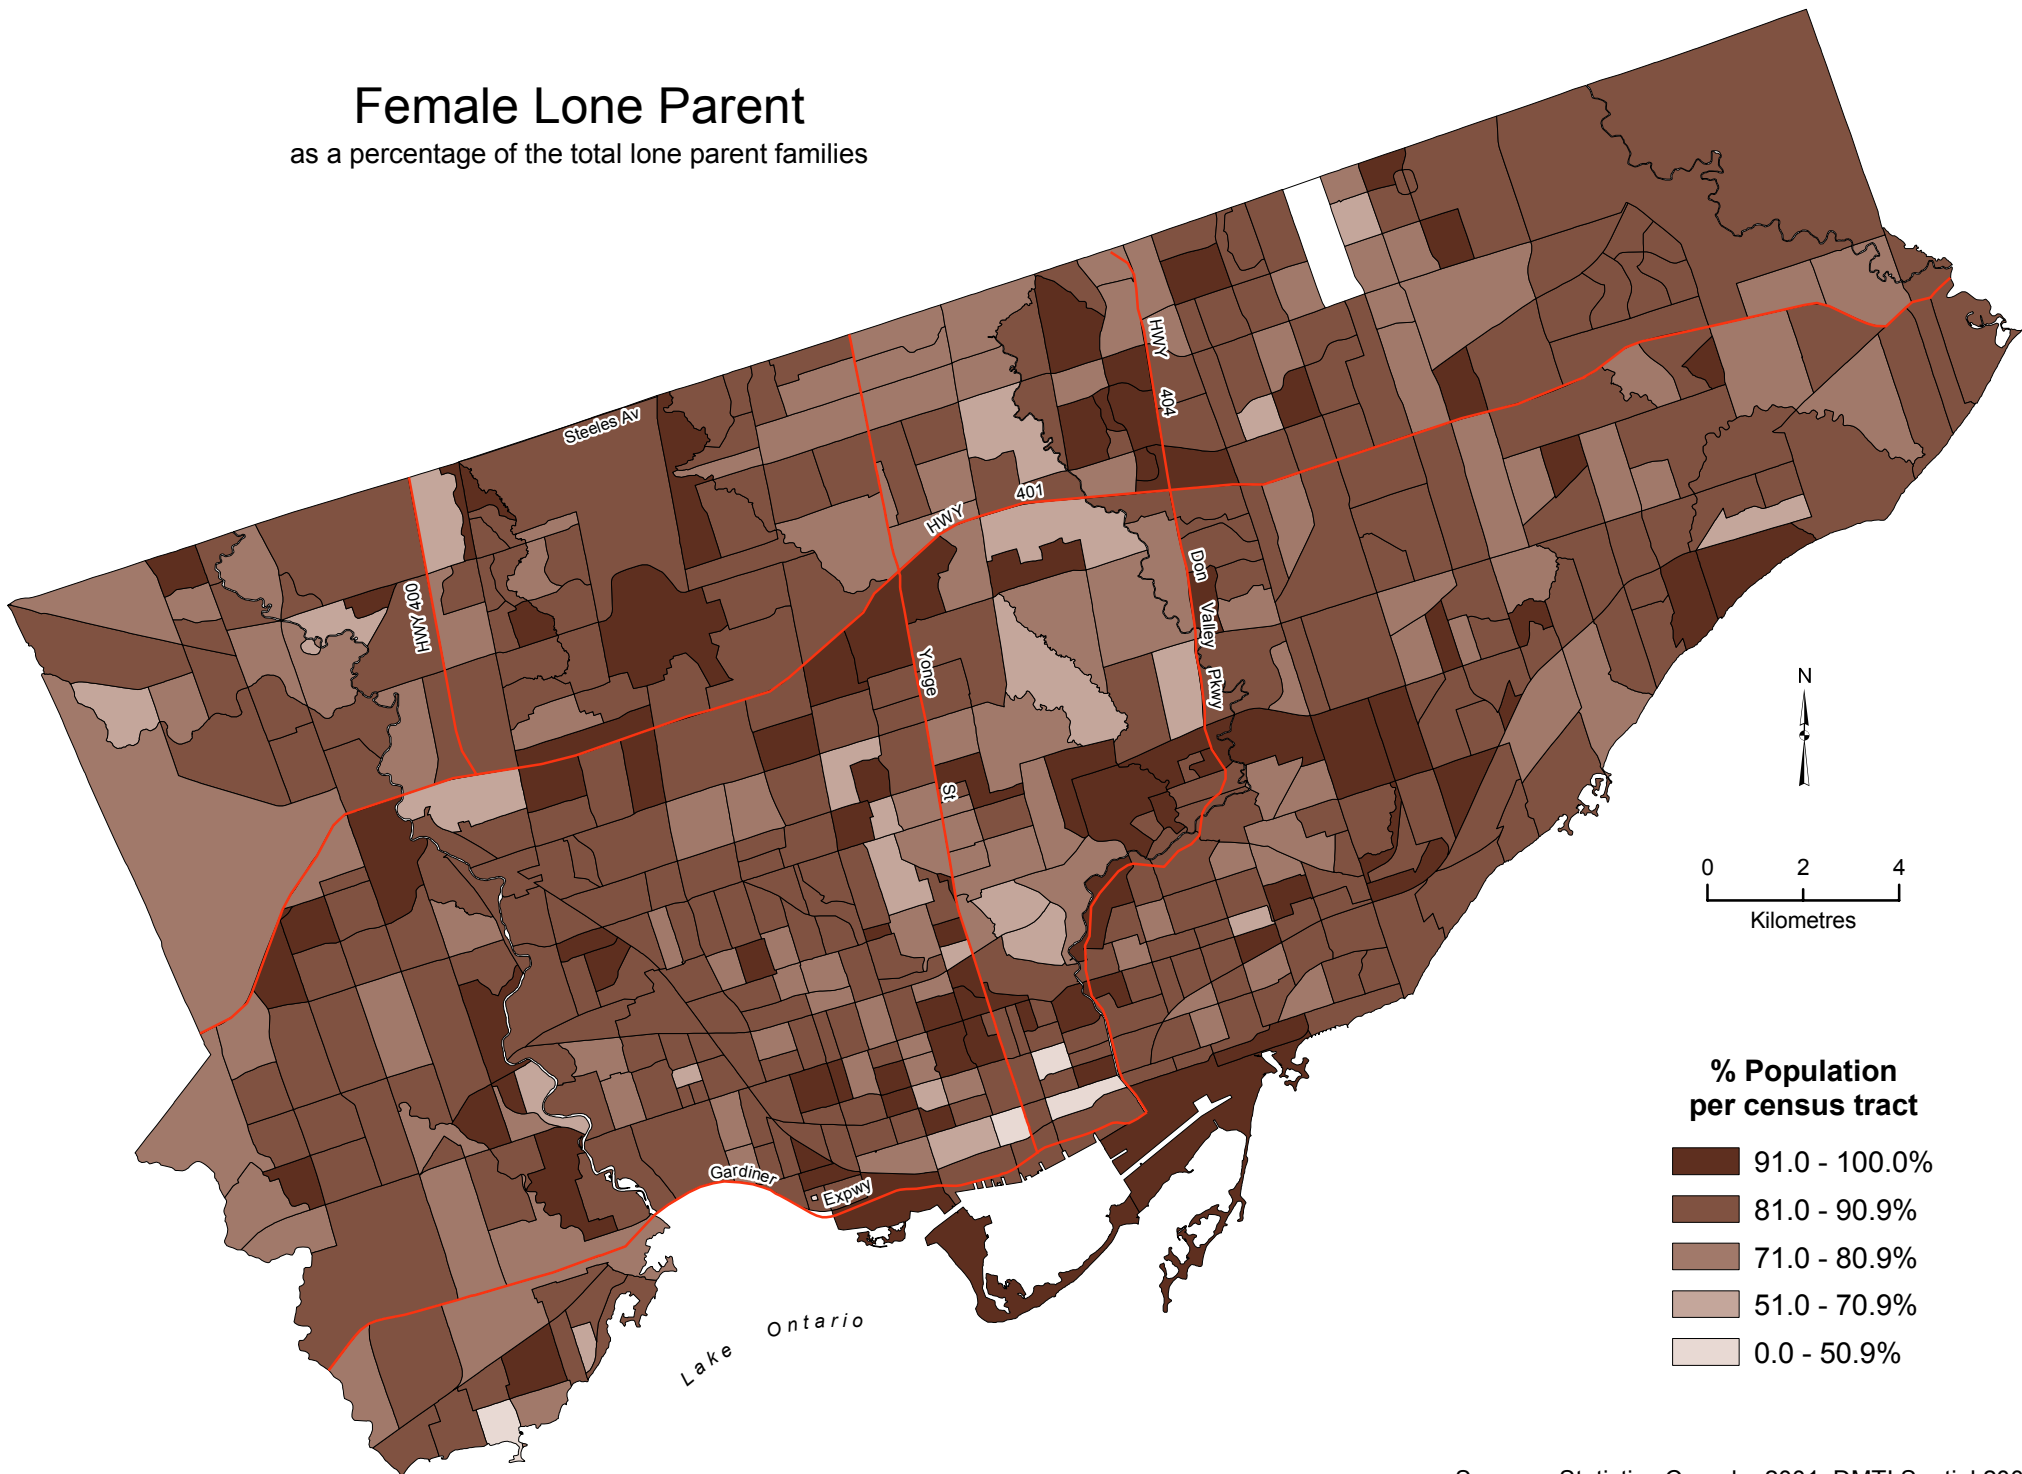 Female Lone Parent
as a percentage of the total lone parent families
Steeles Av
HWY 400
HWY
401
HWY
404
Don
Valley
Pkwy
Yonge
St
Gardiner
Expwy
Lake Ontario
N
0 2 4
Kilometres
% Population
per census tract
91.0 - 100.0%
81.0 - 90.9%
71.0 - 80.9%
51.0 - 70.9%
0.0 - 50.9%